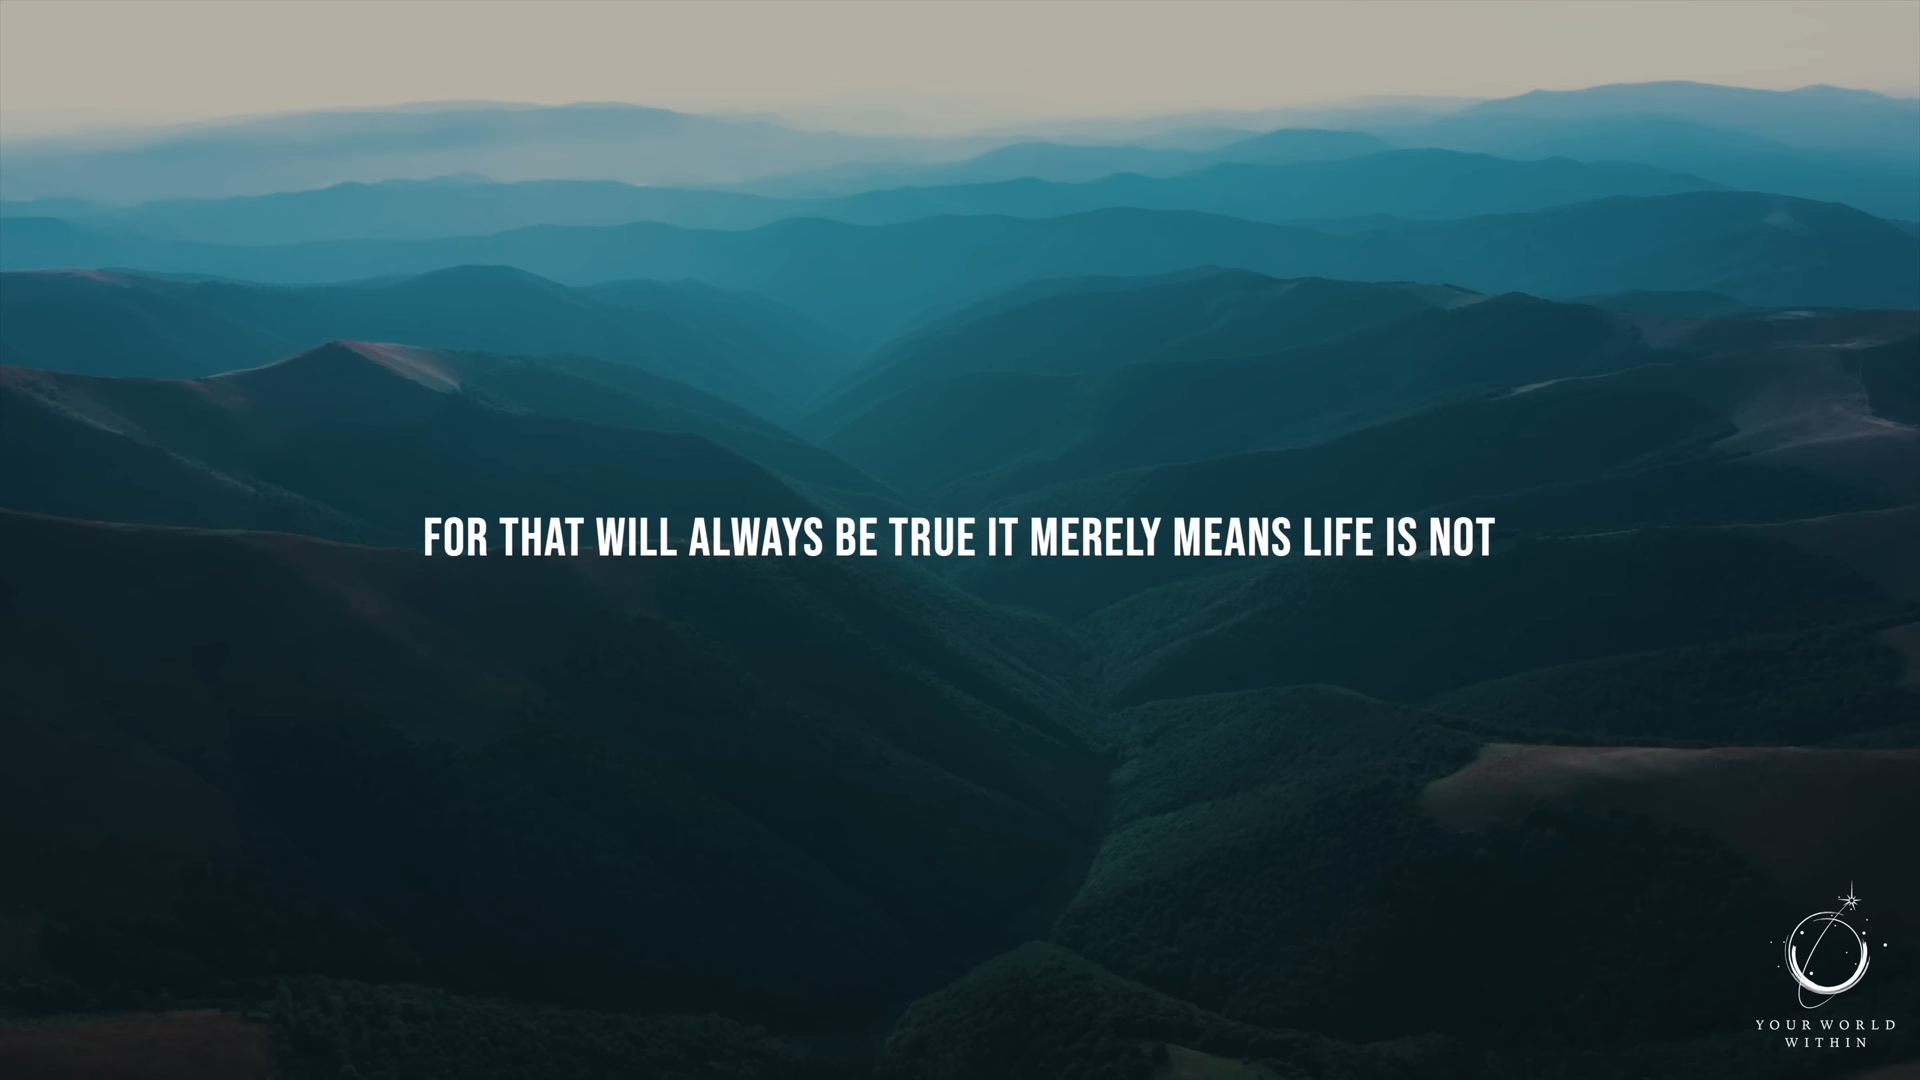 FOR THAT WILL ALWAYS BE TRUE IT MERELY MEANS LIFE IS NOT
YOUR WORLD
WITHIN